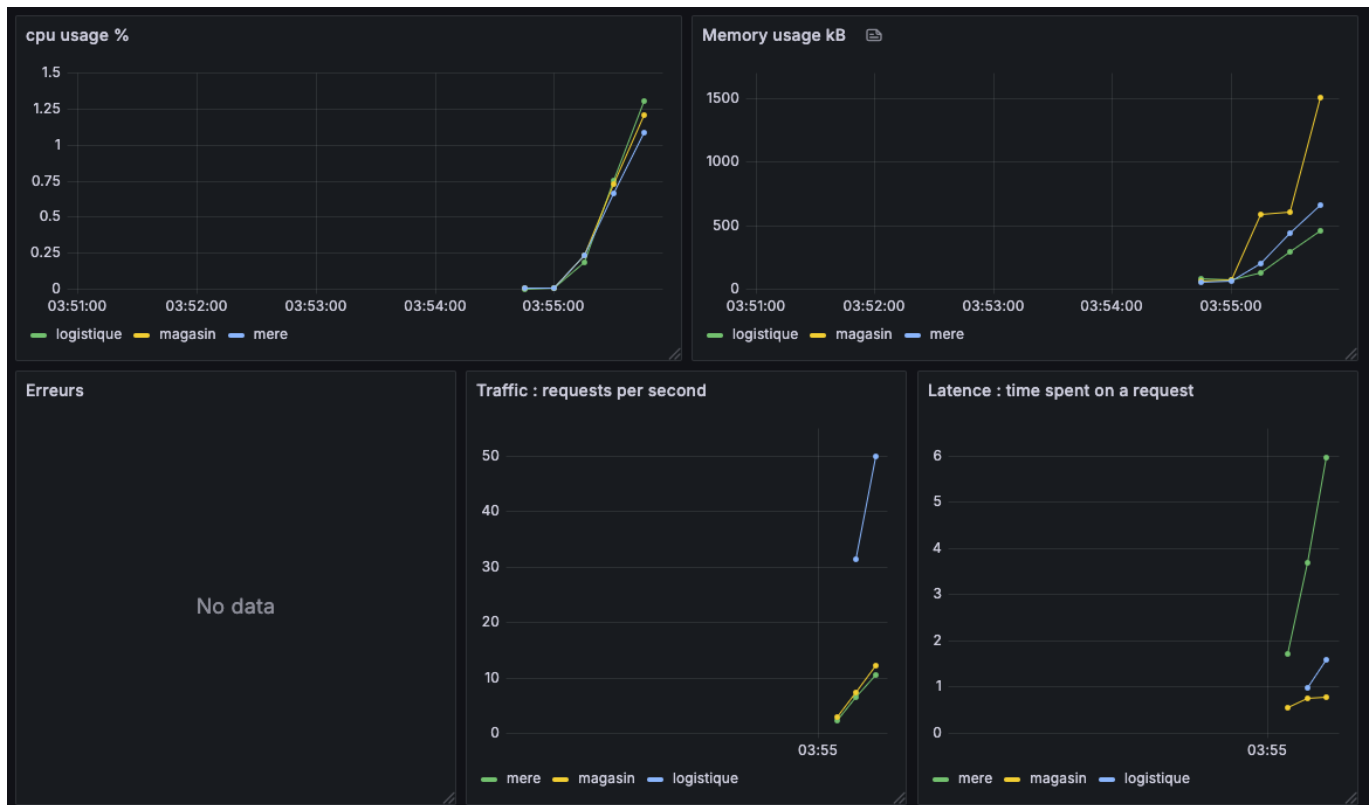 cpu usage %
1.5
1.25
1
0.75
0.5
0.25
0
03:51:00 03:52:00 03:53:00 03:54:00 03:55:00
logistique magasin mere
Memory usage kB
1500
1000
500
0
03:51:00 03:52:00 03:53:00 03:54:00 03:55:00
logistique magasin mere
Erreurs
No data
Traffic : requests per second
50
40
30
20
10
0
03:55
mere magasin logistique
Latence : time spent on a request
6
5
4
3
2
1
0
03:55
mere magasin logistique